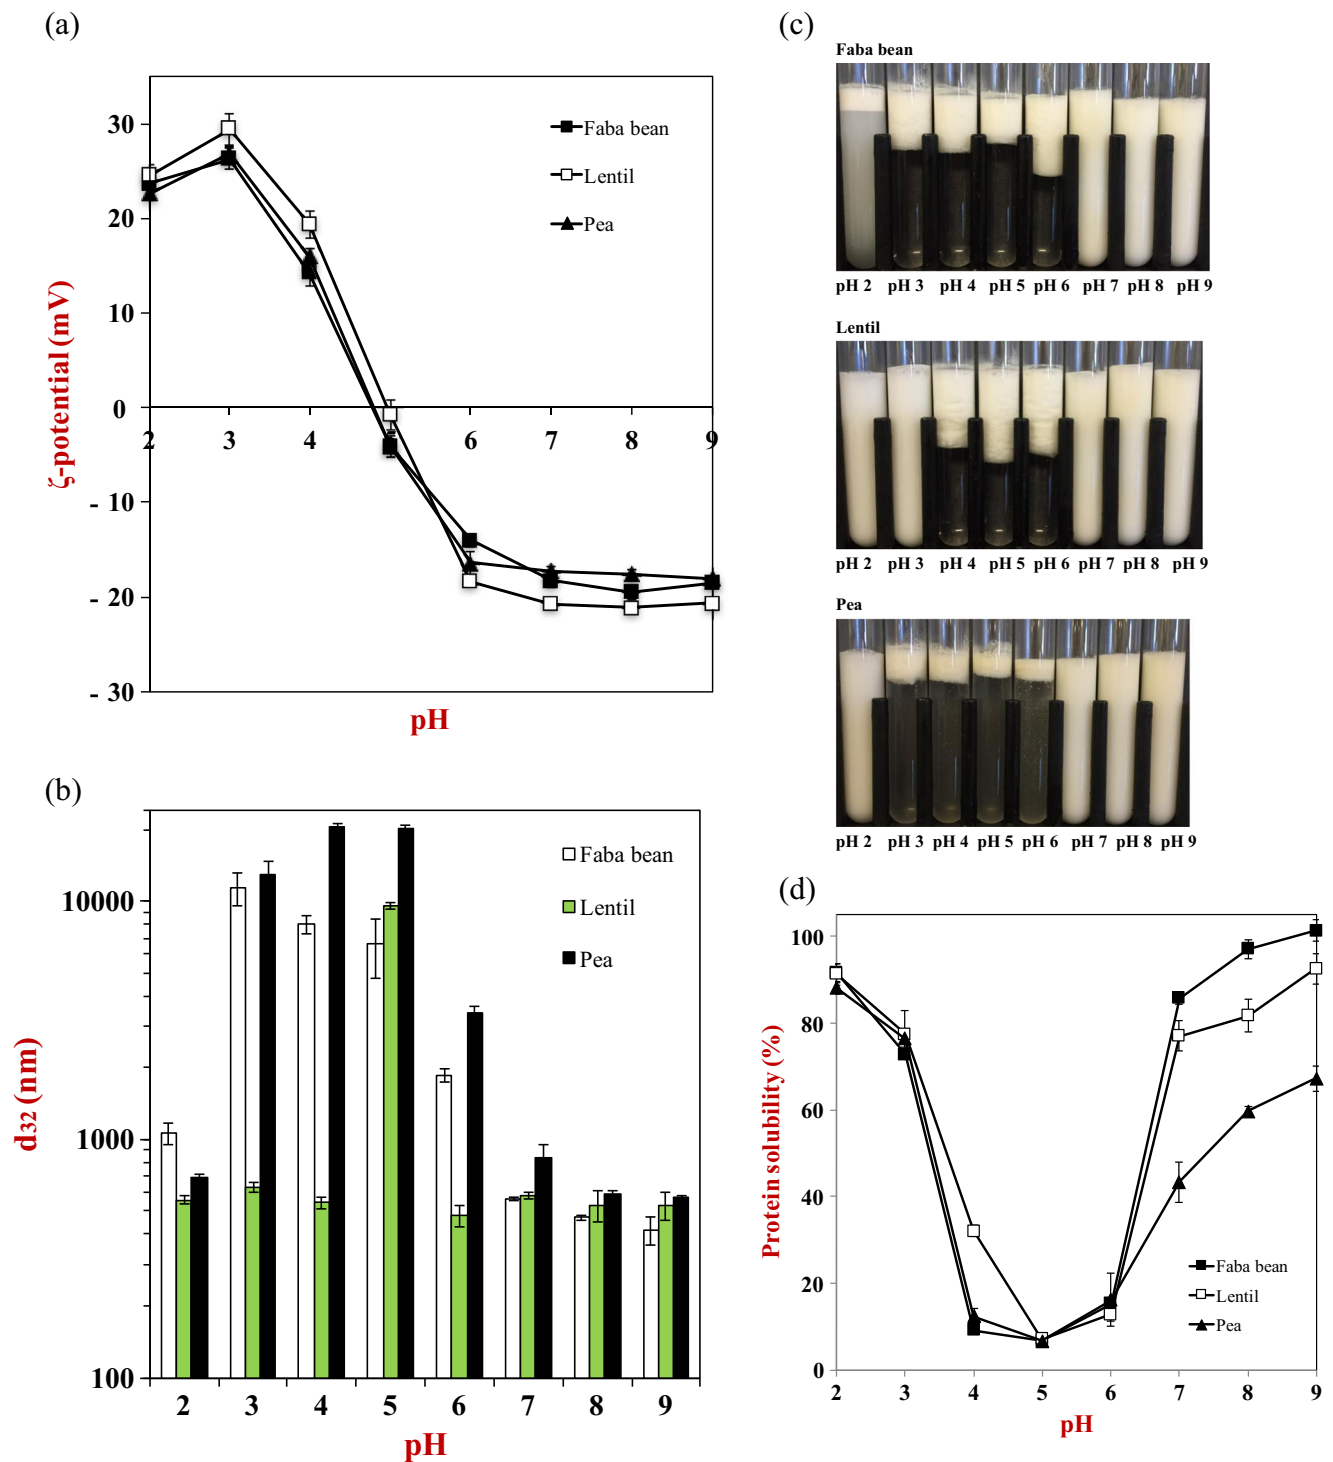 (a)
ζ-potential (mV)
30
20
10
0
- 10
- 20
- 30
2 3 4 5 6 7 8 9
pH
Faba bean
Lentil
Pea
(b)
d32 (nm)
10000
1000
100
2 3 4 5 6 7 8 9
pH
Faba bean
Lentil
Pea
(c)
Faba bean
pH 2 pH 3 pH 4 pH 5 pH 6 pH 7 pH 8 pH 9
Lentil
pH 2 pH 3 pH 4 pH 5 pH 6 pH 7 pH 8 pH 9
Pea
pH 2 pH 3 pH 4 pH 5 pH 6 pH 7 pH 8 pH 9
(d)
Protein solubility (%)
100
80
60
40
20
0
2 3 4 5 6 7 8 9
pH
Faba bean
Lentil
Pea